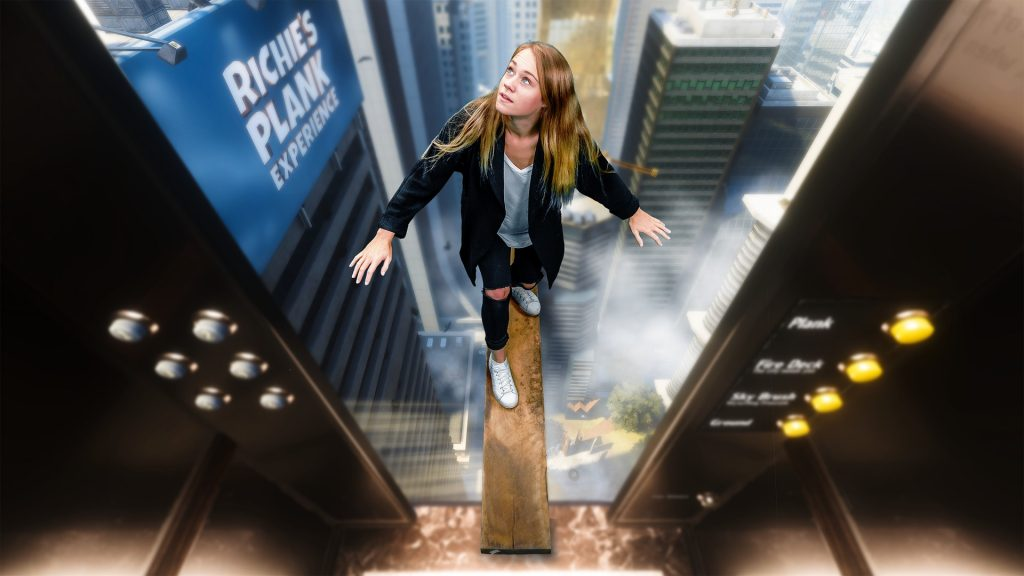 RICHIE'S
PLANK
EXPERIENCE
Plank
Fire Deck
Sky Brush
Ground